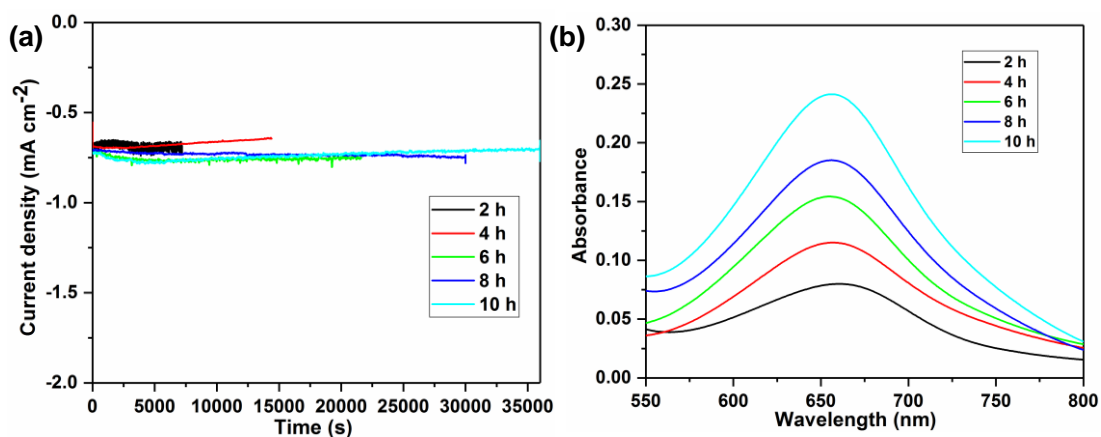 (a)
Current density (mA cm-2)
0.0
-0.5
-1.0
-1.5
-2.0
2 h
4 h
6 h
8 h
10 h
0 5000 10000 15000 20000 25000 30000 35000
Time (s)
(b)
Absorbance
0.30
0.25
0.20
0.15
0.10
0.05
0.00
2 h
4 h
6 h
8 h
10 h
550 600 650 700 750 800
Wavelength (nm)